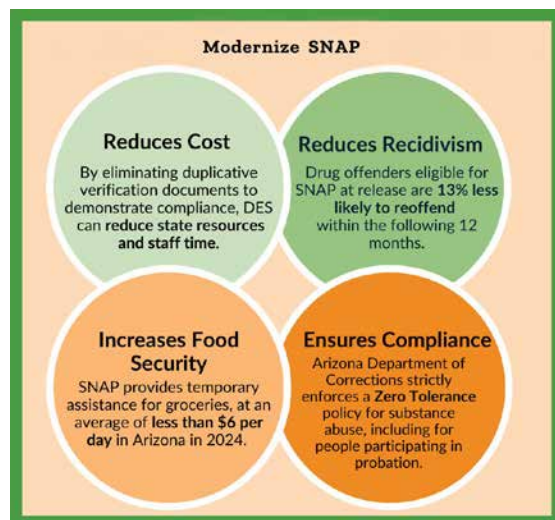 Modernize SNAP
Reduces Cost
By eliminating duplicative
verification documents to
demonstrate compliance, DES
can reduce state resources
and staff time.
Reduces Recidivism
Drug offenders eligible for
SNAP at release are 13% less
likely to reoffend
within the following 12
months.
Increases Food
Security
SNAP provides temporary
assistance for groceries, at an
average of less than $6 per
day in Arizona in 2024.
Ensures Compliance
Arizona Department of
Corrections strictly
enforces a Zero Tolerance
policy for substance
abuse, including for
people participating in
probation.